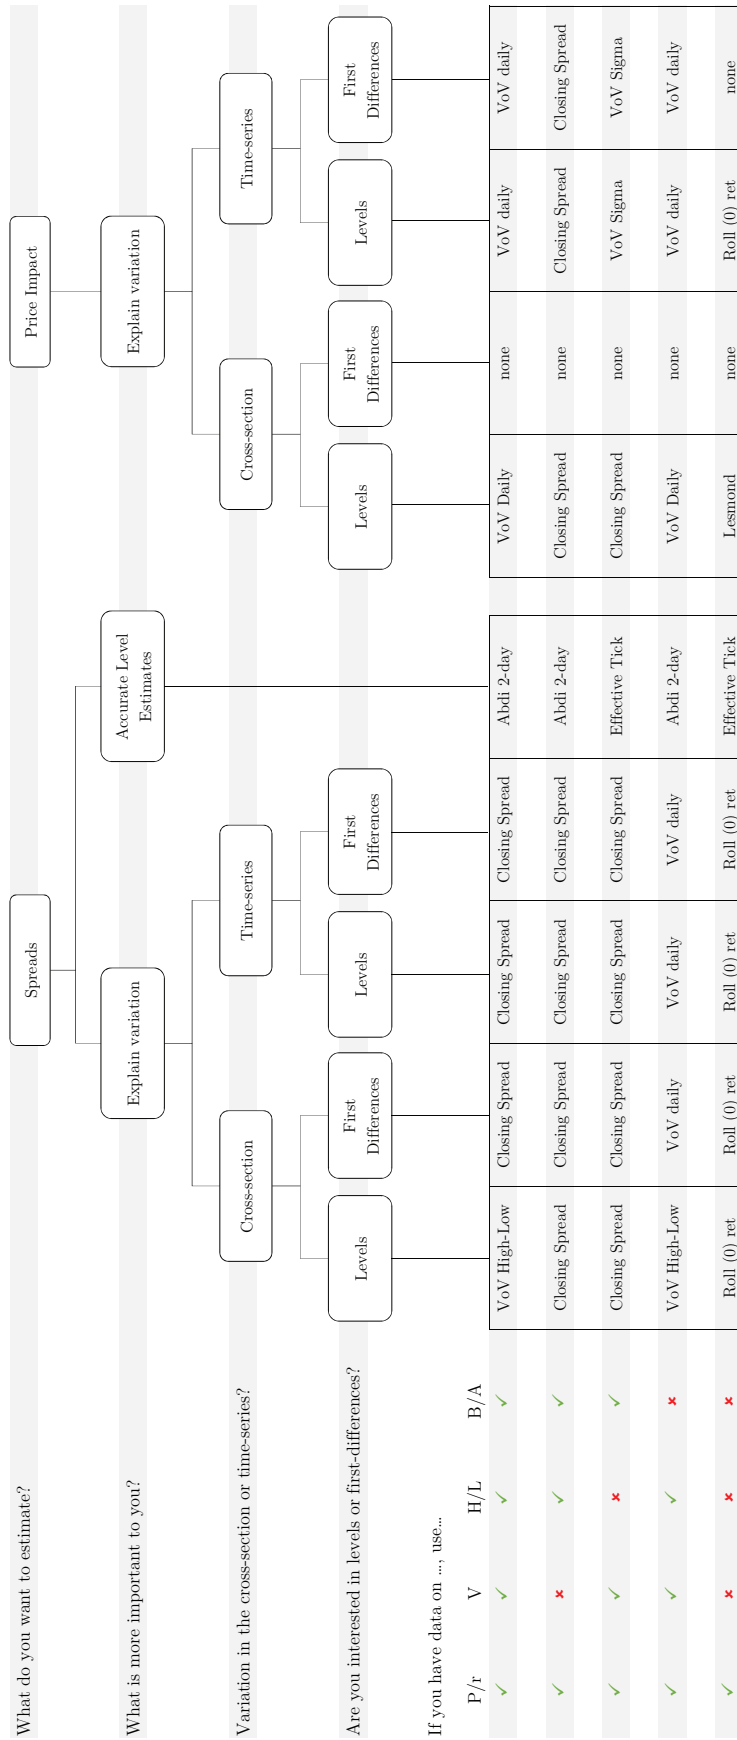 What do you want to estimate?
Spreads
Price Impact
What is more important to you?
Explain variation
Accurate Level
Estimates
Explain variation
Variation in the cross-section or time-series?
Cross-section
Time-series
Cross-section
Time-series
Are you interested in levels or first-differences?
Levels
First
Differences
Levels
First
Differences
Levels
First
Differences
Levels
First
Differences
If you have data on ..., use...
P/r V H/L B/A
✓ ✓ ✓ ✓ VoV High-Low Closing Spread Closing Spread Closing Spread Abdi 2-day VoV Daily none VoV daily VoV daily
✓ ✗ ✓ ✓ Closing Spread Closing Spread Closing Spread Closing Spread Abdi 2-day Closing Spread none Closing Spread Closing Spread
✓ ✓ ✗ ✓ Closing Spread Closing Spread Closing Spread Closing Spread Effective Tick Closing Spread none VoV Sigma VoV Sigma
✓ ✓ ✓ ✗ VoV High-Low VoV daily VoV daily VoV daily Abdi 2-day VoV Daily none VoV daily VoV daily
✓ ✗ ✗ ✗ Roll (0) ret Roll (0) ret Roll (0) ret Roll (0) ret Effective Tick Lesmond none Roll (0) ret none